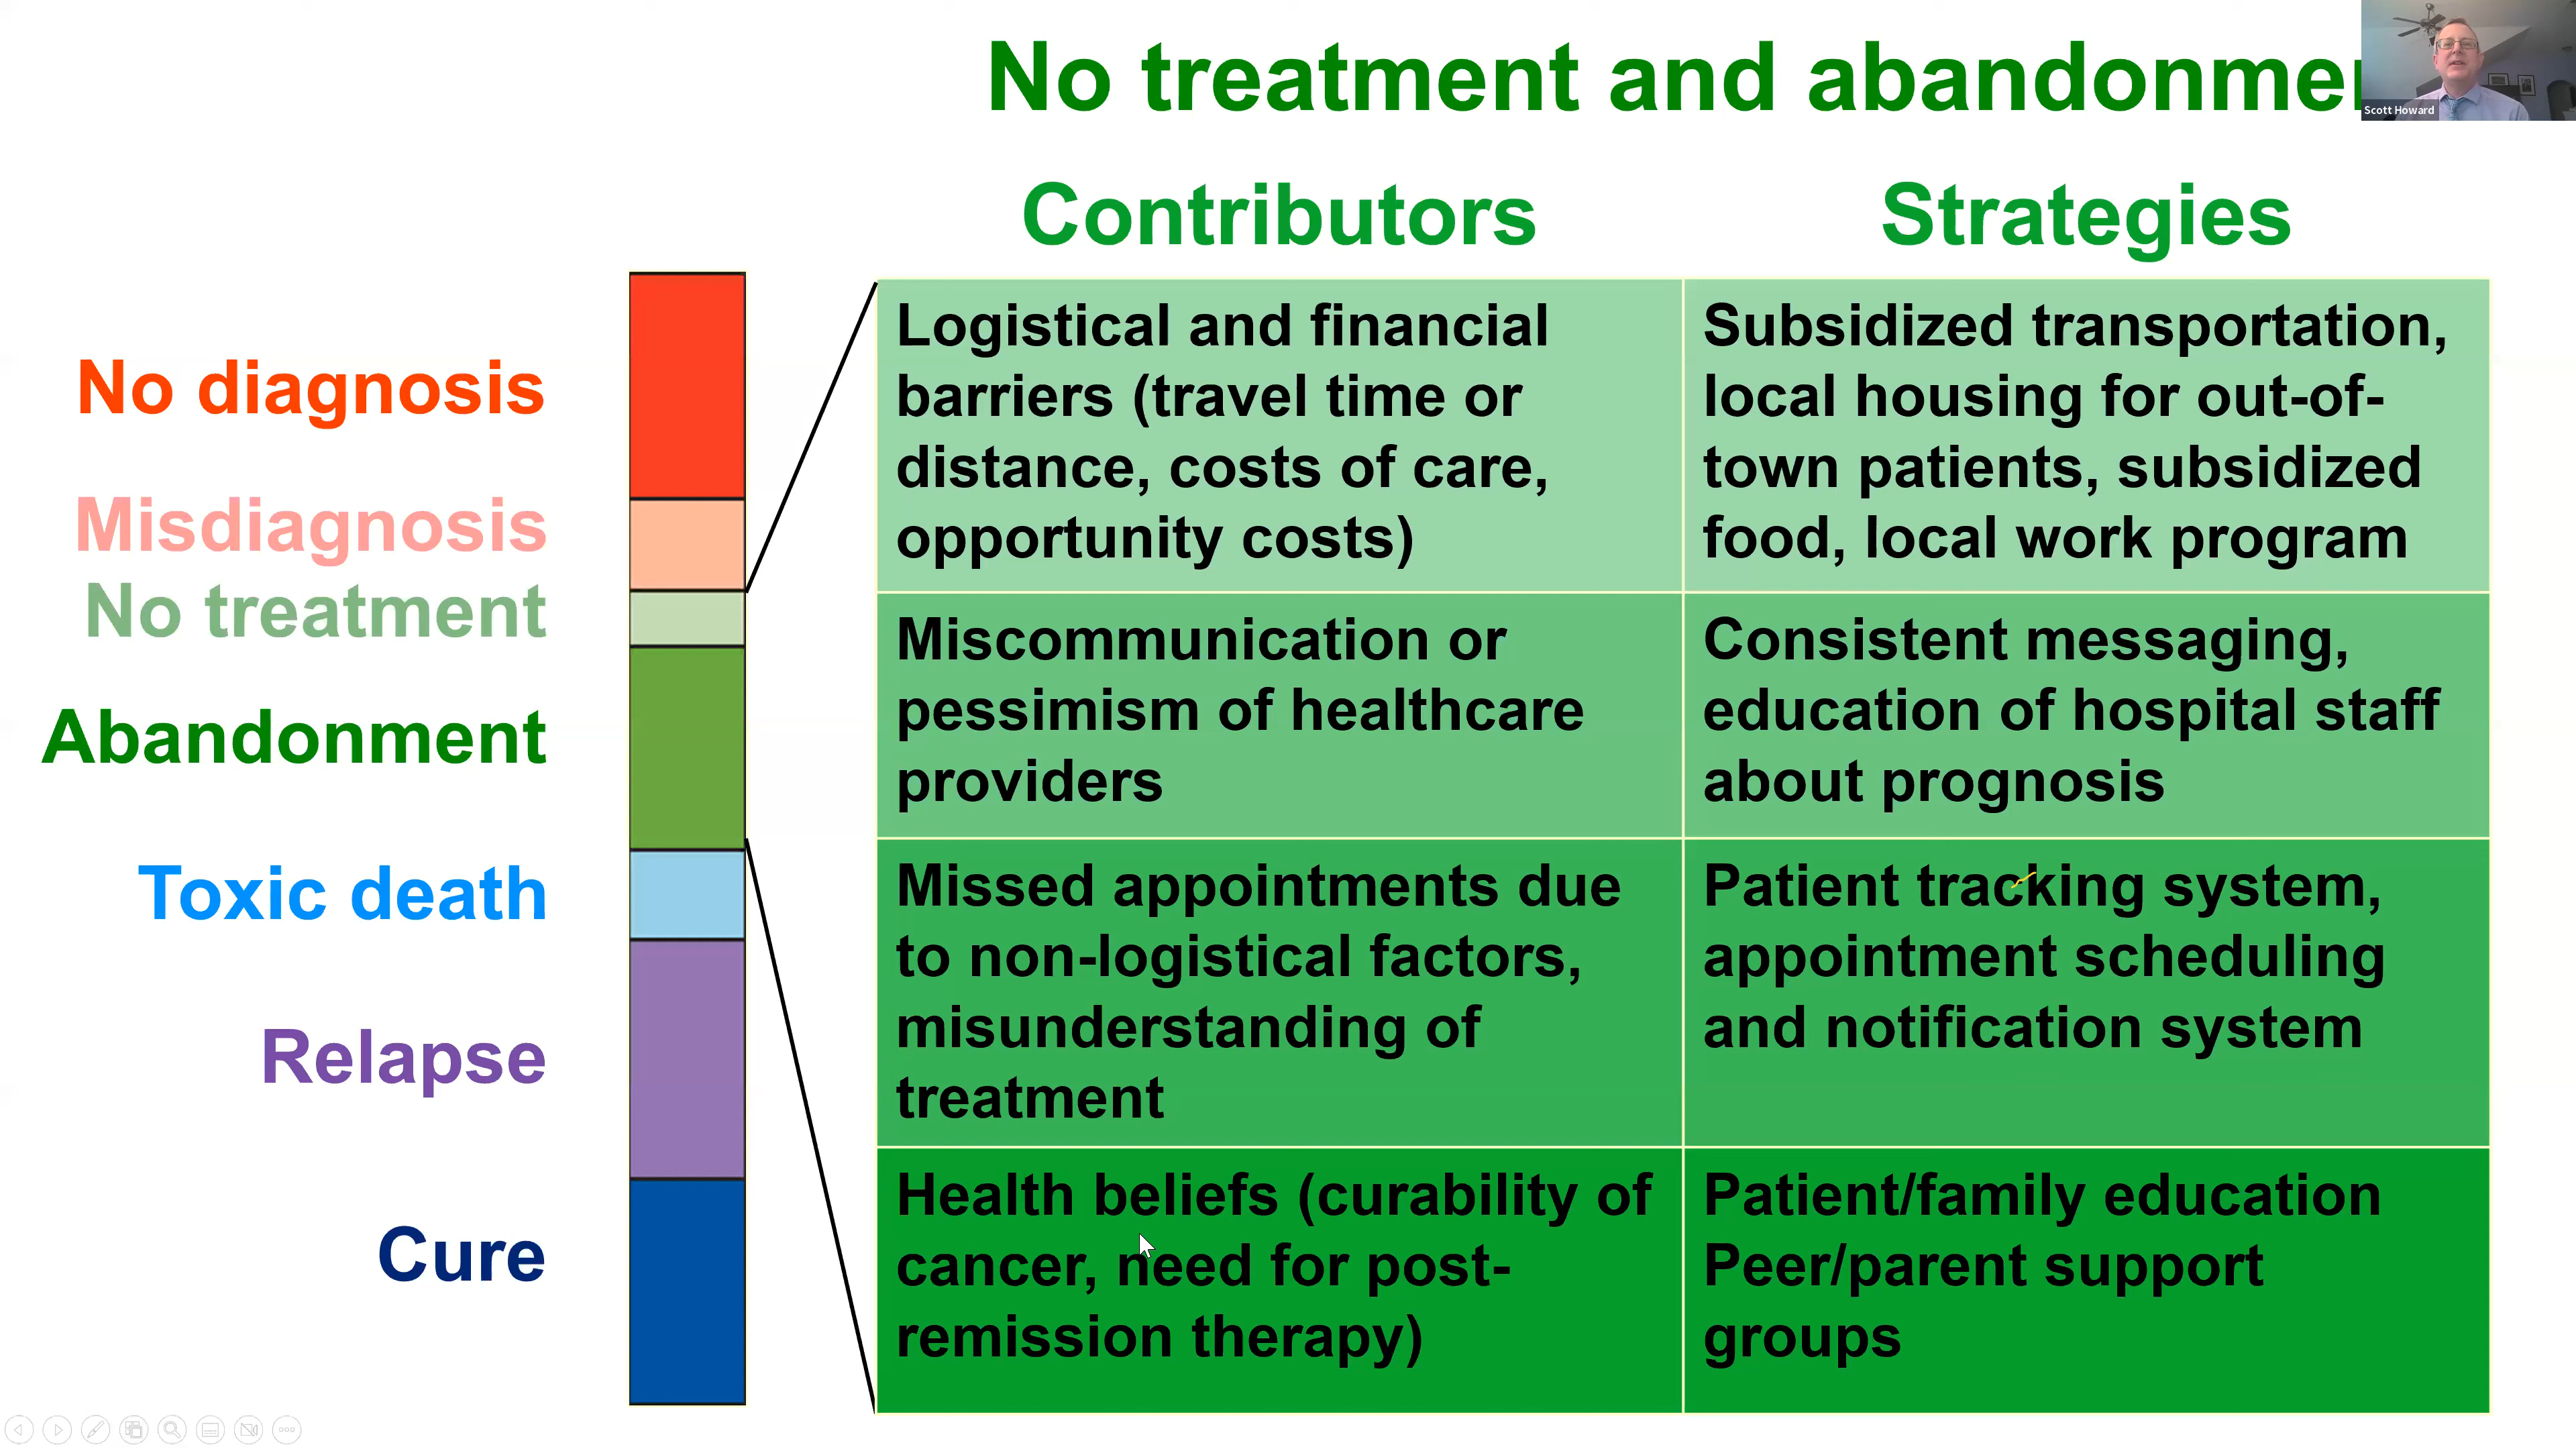 No treatment and abandonmen
Scott Howard
Contributors
Strategies
No diagnosis
Misdiagnosis
No treatment
Abandonment
Toxic death
Relapse
Cure
Logistical and financial
barriers (travel time or
distance, costs of care,
opportunity costs)
Subsidized transportation,
local housing for out-of-
town patients, subsidized
food, local work program
Miscommunication or
pessimism of healthcare
providers
Consistent messaging,
education of hospital staff
about prognosis
Missed appointments due
to non-logistical factors,
misunderstanding of
treatment
Patient tracking system,
appointment scheduling
and notification system
Health beliefs (curability of
cancer, need for post-
remission therapy)
Patient/family education
Peer/parent support
groups